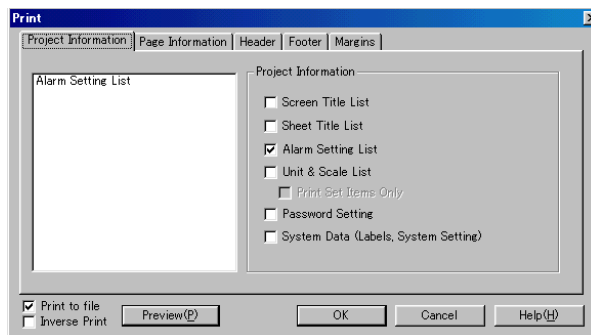 Print
Project Information Page Information Header Footer Margins
Alarm Setting List
Project Information
Screen Title List
Sheet Title List
Alarm Setting List
Unit & Scale List
Print Set Items Only
Password Setting
System Data (Labels, System Setting)
Print to file
Inverse Print
Preview(P)
OK
Cancel
Help(H)